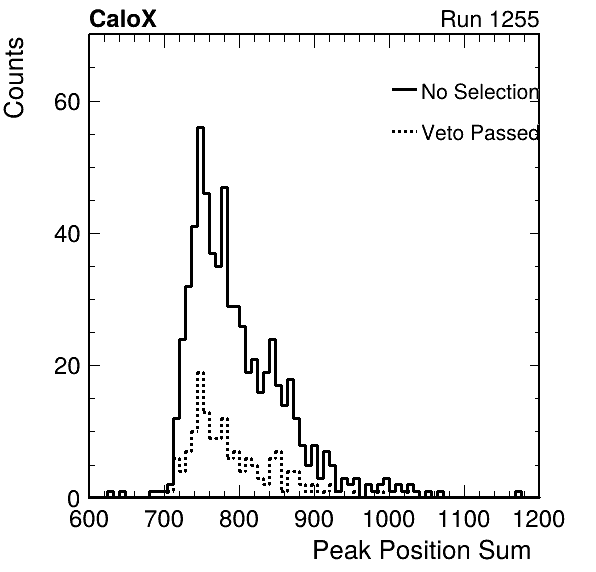 CaloX Run 1255
Counts
No Selection
Veto Passed
60
40
20
0
600 700 800 900 1000 1100 1200
Peak Position Sum